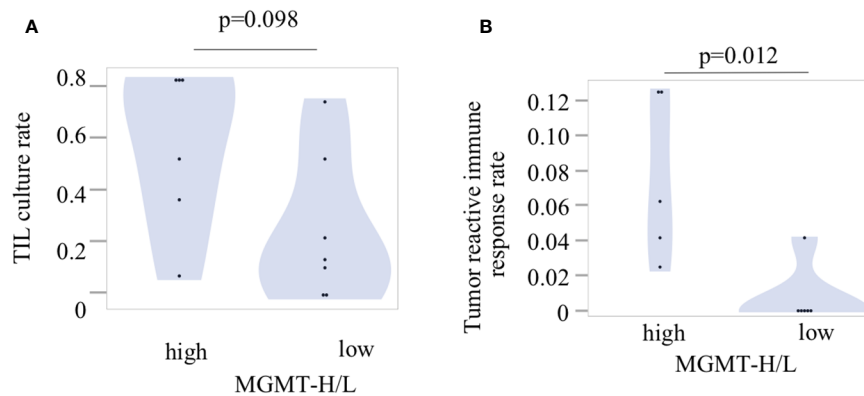 A
p=0.098
TIL culture rate
0.8
0.6
0.4
0.2
0
high
low
MGMT-H/L
B
p=0.012
Tumor reactive immune
response rate
0.12
0.10
0.08
0.06
0.04
0.02
0
high
low
MGMT-H/L